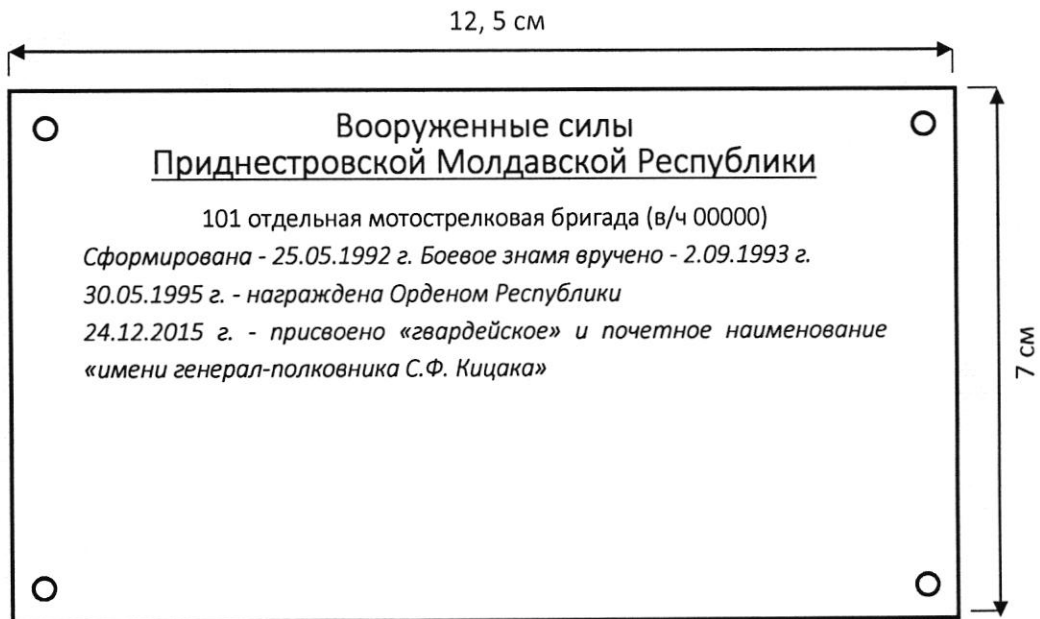 12, 5 см
Вооруженные силы
Приднестровской Молдавской Республики
101 отдельная мотострелковая бригада (в/ч 00000)
Сформирована - 25.05.1992 г. Боевое знамя вручено - 2.09.1993 г.
30.05.1995 г. - награждена Орденом Республики
24.12.2015 г. - присвоено «гвардейское» и почетное наименование
«имени генерал-полковника С.Ф. Кицака»
7 см